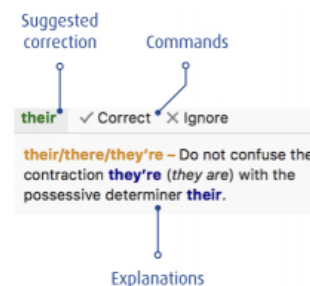 Suggested
correction
Commands
their ✓ Correct ✕ Ignore
their/there/they're – Do not confuse the
contraction they're (they are) with the
possessive determiner their.
Explanations